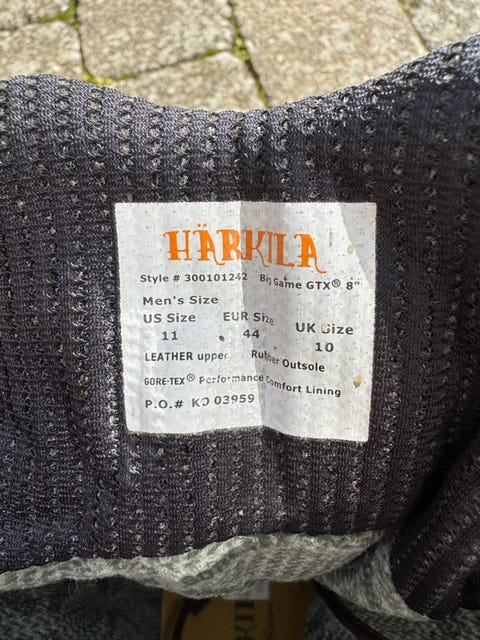 HÄRKILA
Style # 300101242 Big Game GTX® 8"
Men's Size
US Size EUR Size UK Size
11 44 10
LEATHER upper Rubber Outsole
GORE-TEX® Performance Comfort Lining
P.O.# KO 03959